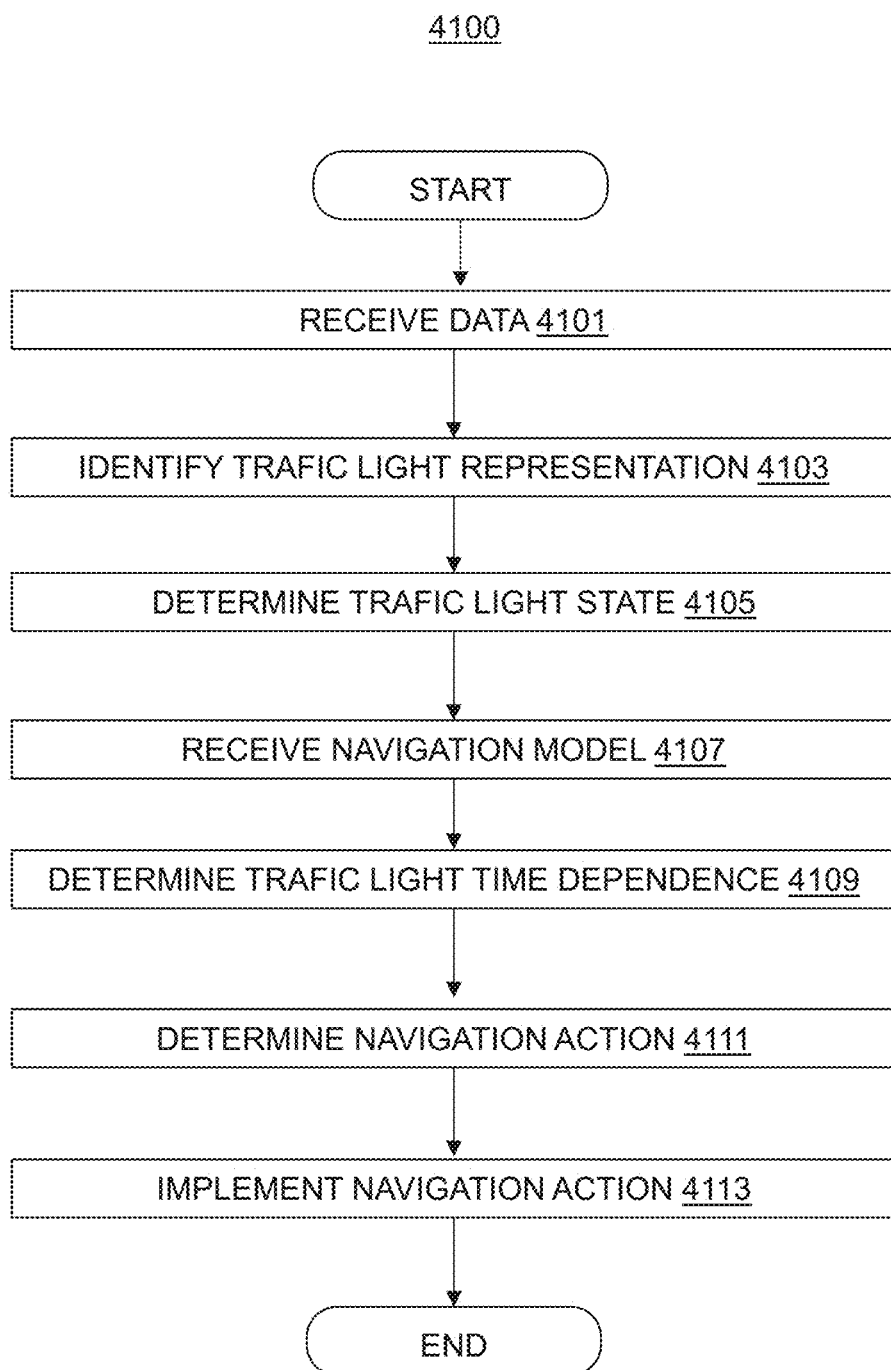 4100
START
RECEIVE DATA 4101
IDENTIFY TRAFIC LIGHT REPRESENTATION 4103
DETERMINE TRAFIC LIGHT STATE 4105
RECEIVE NAVIGATION MODEL 4107
DETERMINE TRAFIC LIGHT TIME DEPENDENCE 4109
DETERMINE NAVIGATION ACTION 4111
IMPLEMENT NAVIGATION ACTION 4113
END